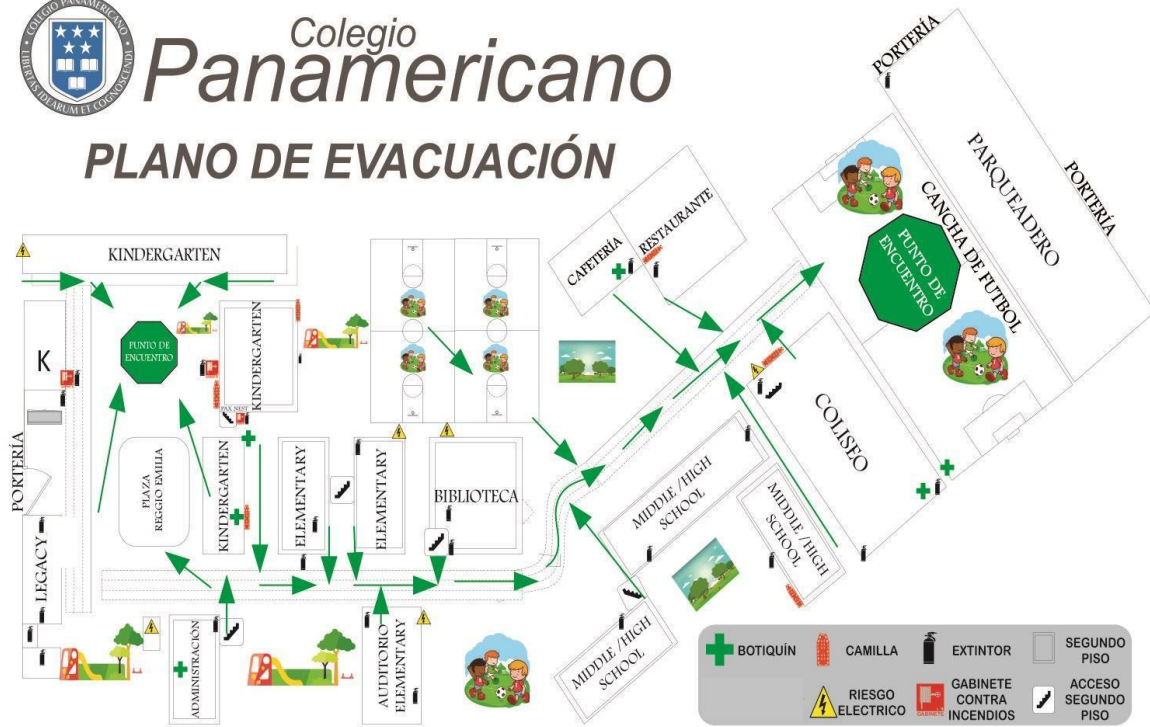 COLEGIO PANAMERICANO
LIBERTAS IDEARUM ET COGNOSCENDI
Colegio
Panamericano
PLANO DE EVACUACIÓN
PORTERÍA
PARQUEADERO
PORTERÍA
CANCHA DE FUTBOL
PUNTO DE
ENCUENTRO
RESTAURANTE
CAFETERÍA
KINDERGARTEN
KINDERGARTEN
K
PUNTO DE
ENCUENTRO
PORTERÍA
PLAZA
REGGIO EMILIA
KINDERGARTEN
ELEMENTARY
ELEMENTARY
BIBLIOTECA
COLISEO
MIDDLE /HIGH
SCHOOL
MIDDLE /HIGH
SCHOOL
MIDDLE /HIGH
SCHOOL
LEGACY
ADMINISTRACIÓN
AUDITORIO
ELEMENTARY
BOTIQUÍN
CAMILLA
EXTINTOR
SEGUNDO
PISO
RIESGO
ELECTRICO
GABINETE
GABINETE
CONTRA
INCENDIOS
ACCESO
SEGUNDO
PISO